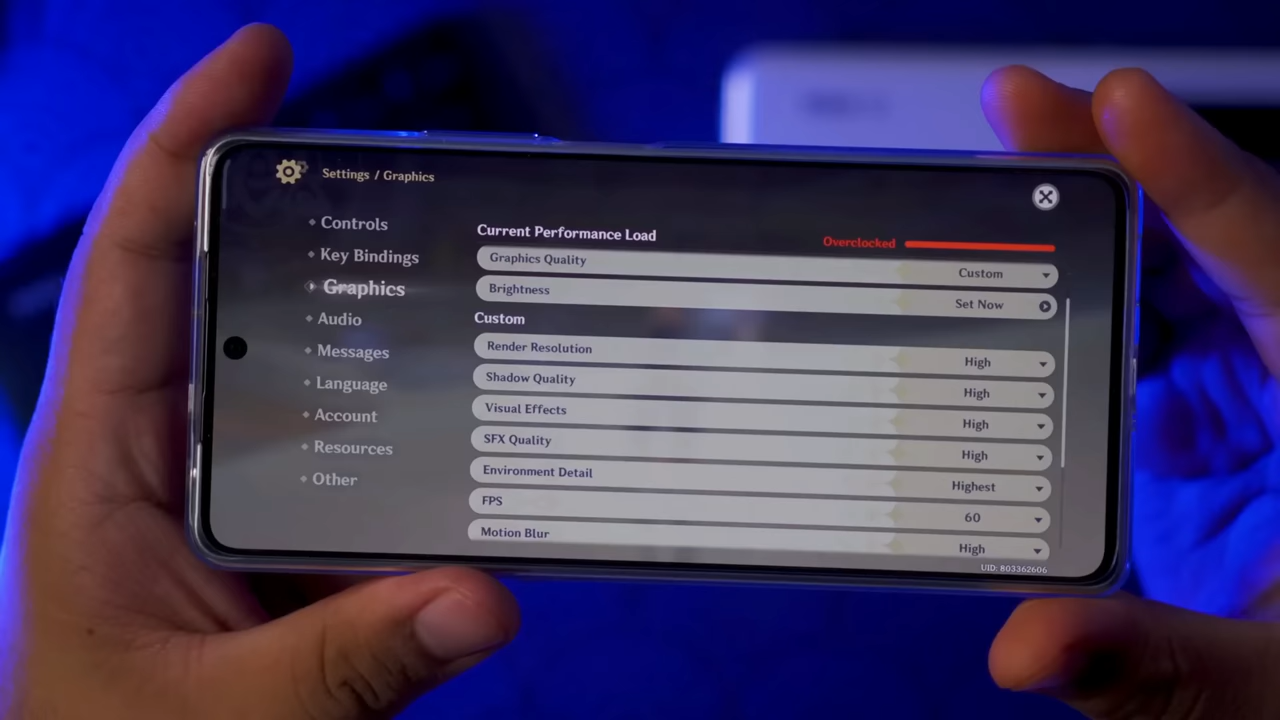 Settings / Graphics
Controls
Key Bindings
Graphics
Audio
Messages
Language
Account
Resources
Other
Current Performance Load Overclocked
Graphics Quality Custom
Brightness Set Now
Custom
Render Resolution High
Shadow Quality High
Visual Effects High
SFX Quality High
Environment Detail Highest
FPS 60
Motion Blur High
UID: 803362606